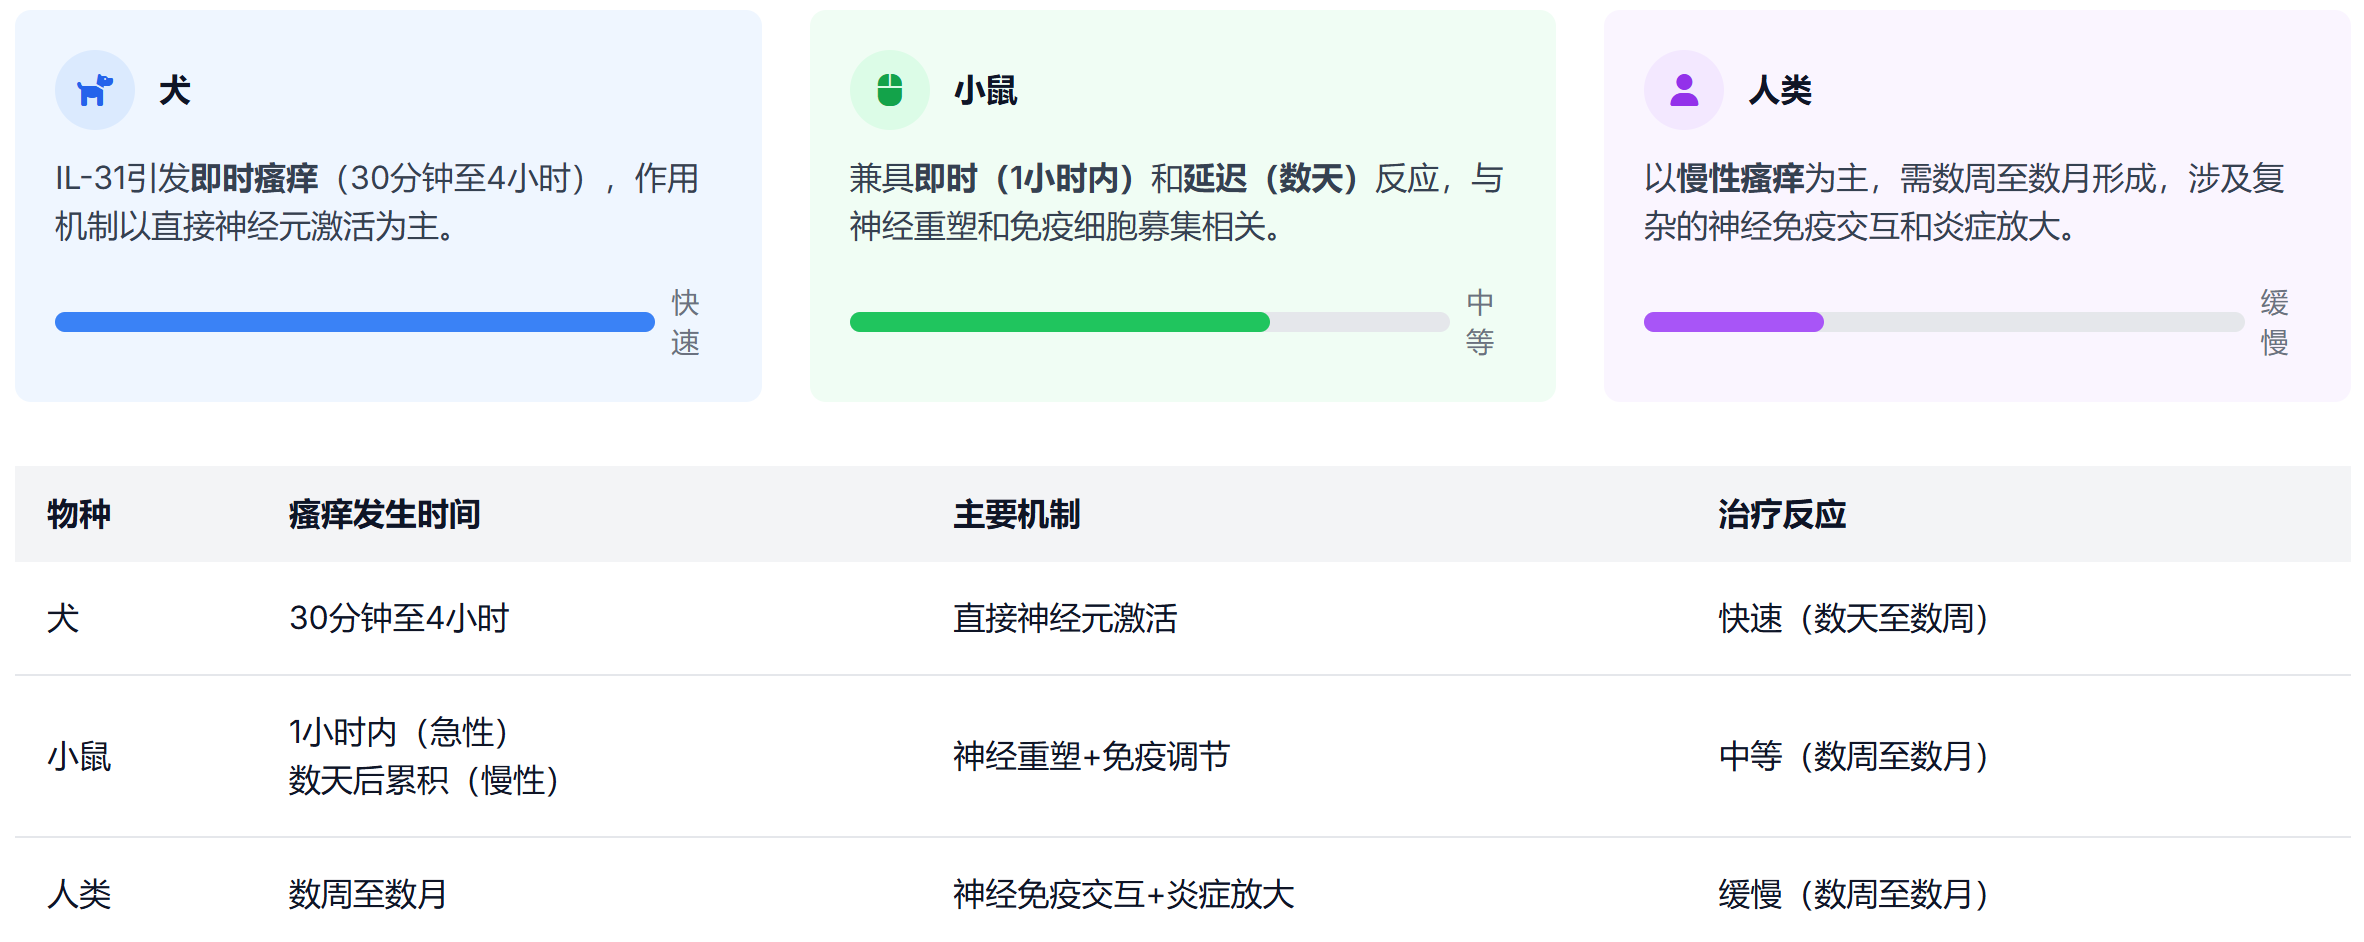 犬
IL-31引发即时瘙痒（30分钟至4小时），作用
机制以直接神经元激活为主。
快
速
小鼠
兼具即时（1小时内）和延迟（数天）反应，与
神经重塑和免疫细胞募集相关。
中
等
人类
以慢性瘙痒为主，需数周至数月形成，涉及复
杂的神经免疫交互和炎症放大。
缓
慢
物种 瘙痒发生时间 主要机制 治疗反应
犬 30分钟至4小时 直接神经元激活 快速（数天至数周）
小鼠 1小时内（急性） 神经重塑+免疫调节 中等（数周至数月）
数天后累积（慢性）
人类 数周至数月 神经免疫交互+炎症放大 缓慢（数周至数月）